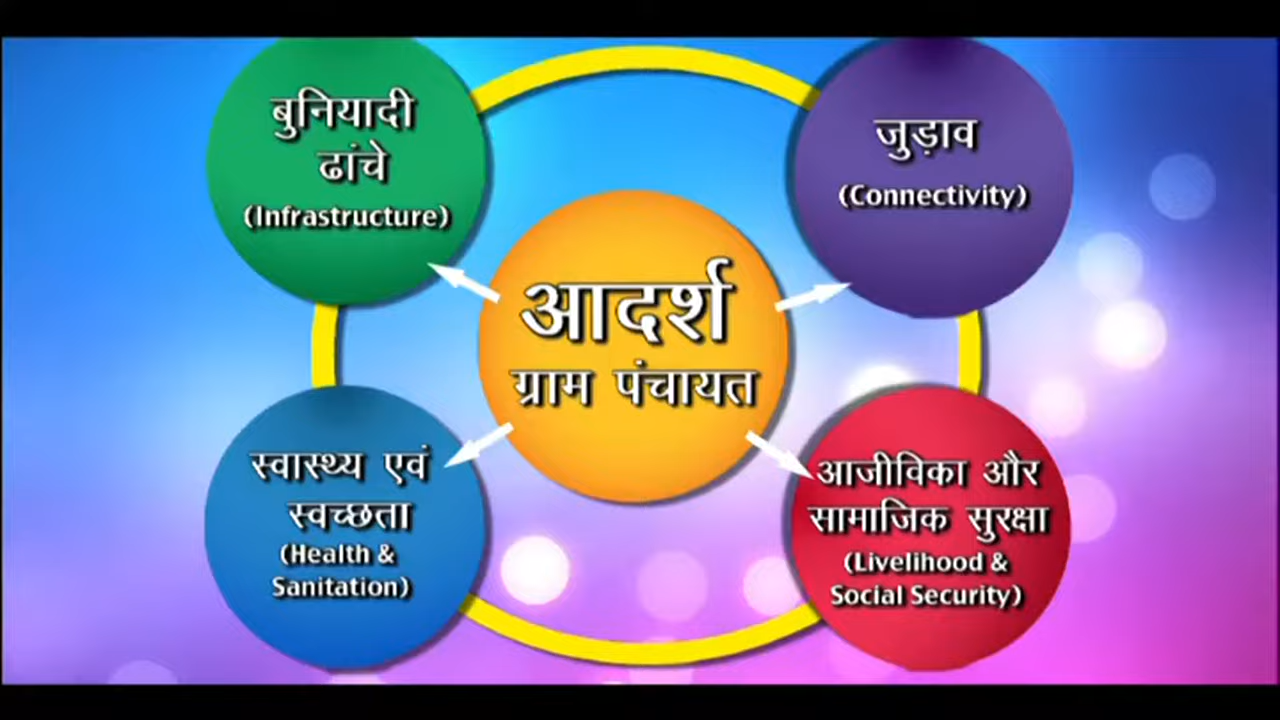 बुनियादी
ढांचे
(Infrastructure)
जुड़ाव
(Connectivity)
आदर्श
ग्राम पंचायत
स्वास्थ्य एवं
स्वच्छता
(Health &
Sanitation)
आजीविका और
सामाजिक सुरक्षा
(Livelihood &
Social Security)